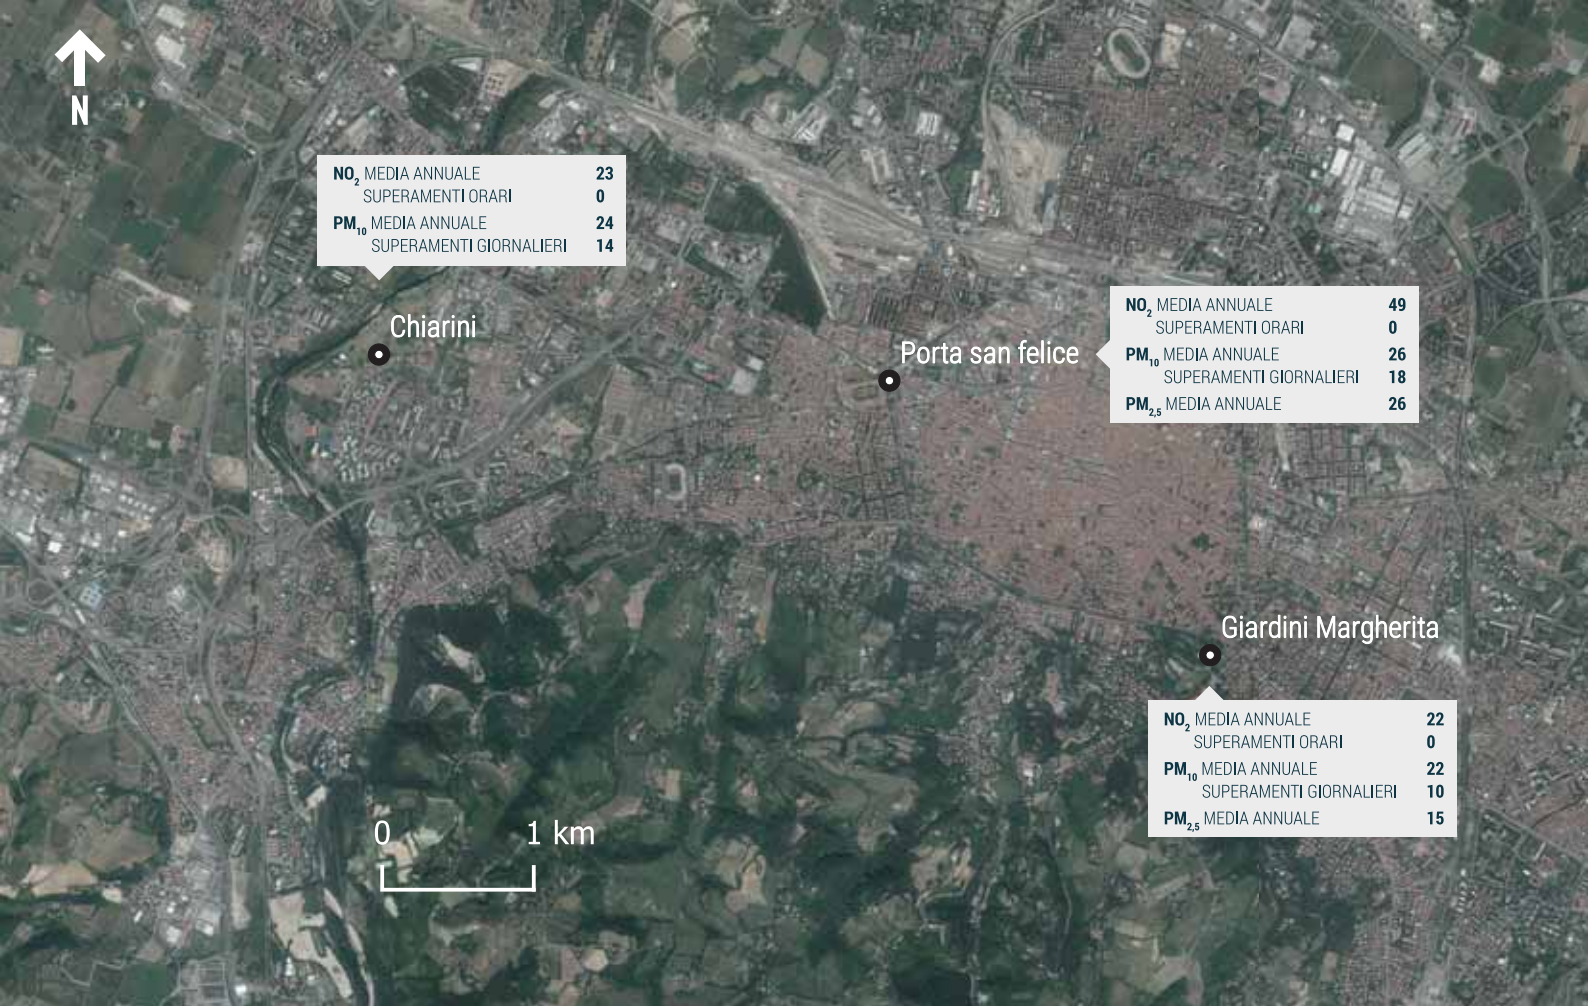 N
NO2 MEDIA ANNUALE 23
SUPERAMENTI ORARI 0
PM10 MEDIA ANNUALE 24
SUPERAMENTI GIORNALIERI 14
Chiarini
NO2 MEDIA ANNUALE 49
SUPERAMENTI ORARI 0
PM10 MEDIA ANNUALE 26
SUPERAMENTI GIORNALIERI 18
PM2,5 MEDIA ANNUALE 26
Porta san felice
Giardini Margherita
NO2 MEDIA ANNUALE 22
SUPERAMENTI ORARI 0
PM10 MEDIA ANNUALE 22
SUPERAMENTI GIORNALIERI 10
PM2,5 MEDIA ANNUALE 15
0 1 km